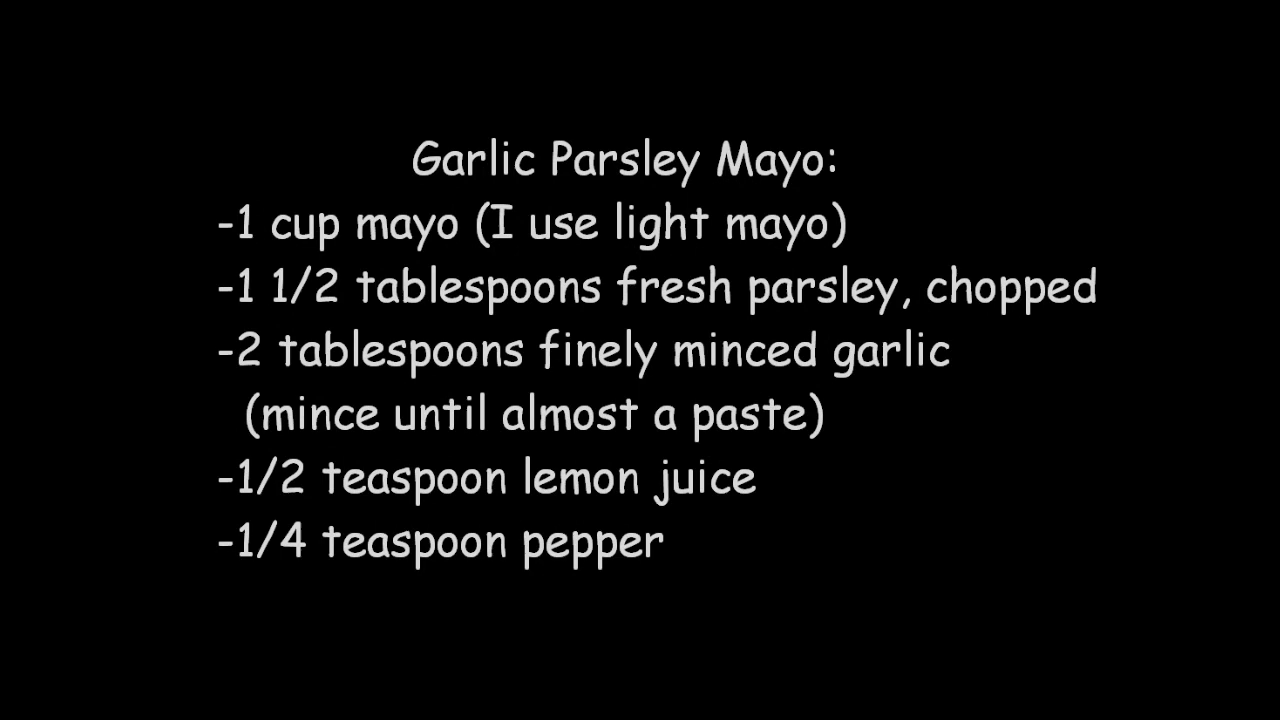 Garlic Parsley Mayo:
-1 cup mayo (I use light mayo)
-1 1/2 tablespoons fresh parsley, chopped
-2 tablespoons finely minced garlic
(mince until almost a paste)
-1/2 teaspoon lemon juice
-1/4 teaspoon pepper